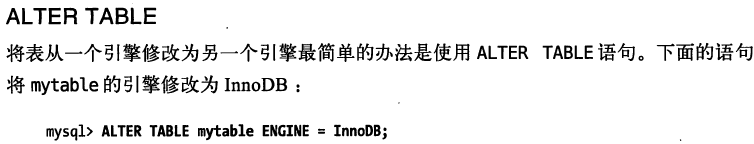 ALTER TABLE
将表从一个引擎修改为另一个引擎最简单的办法是使用 ALTER TABLE 语句。下面的语句
将 mytable 的引擎修改为 InnoDB ：
mysql> ALTER TABLE mytable ENGINE = InnoDB;